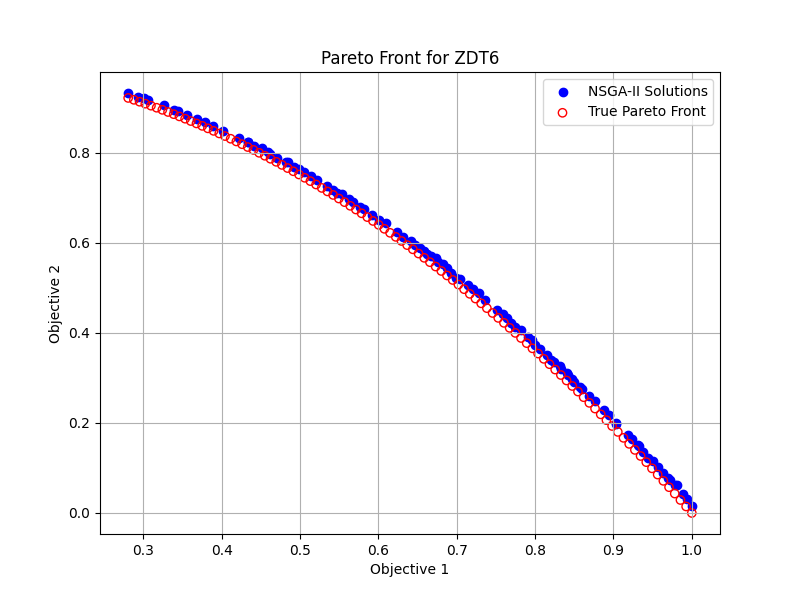 Pareto Front for ZDT6
NSGA-II Solutions
True Pareto Front
Objective 2
0.8
0.6
0.4
0.2
0.0
0.3 0.4 0.5 0.6 0.7 0.8 0.9 1.0
Objective 1